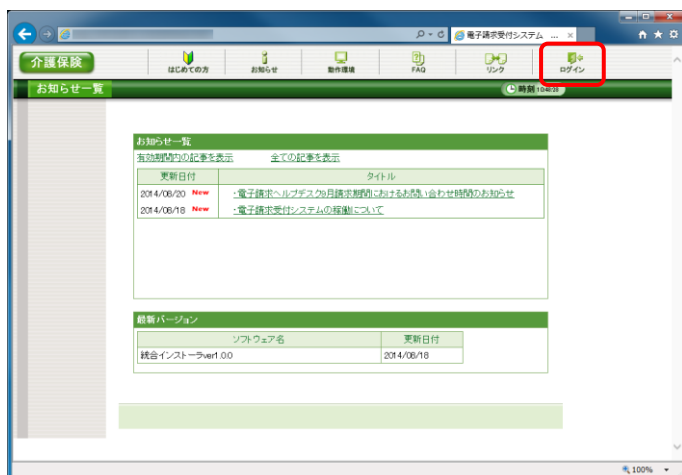 電子請求受付システム ...
介護保険
はじめての方
お知らせ
動作環境
FAQ
リンク
ログイン
お知らせ一覧
時刻
お知らせ一覧
有効期間内の記事を表示 全ての記事を表示
更新日付 タイトル
2014/08/20 New ・電子請求ヘルプデスク9月請求期間におけるお問い合わせ時間のお知らせ
2014/08/18 New ・電子請求受付システムの稼働について
最新バージョン
ソフトウェア名 更新日付
統合インストーラver1.0.0 2014/08/18
100%